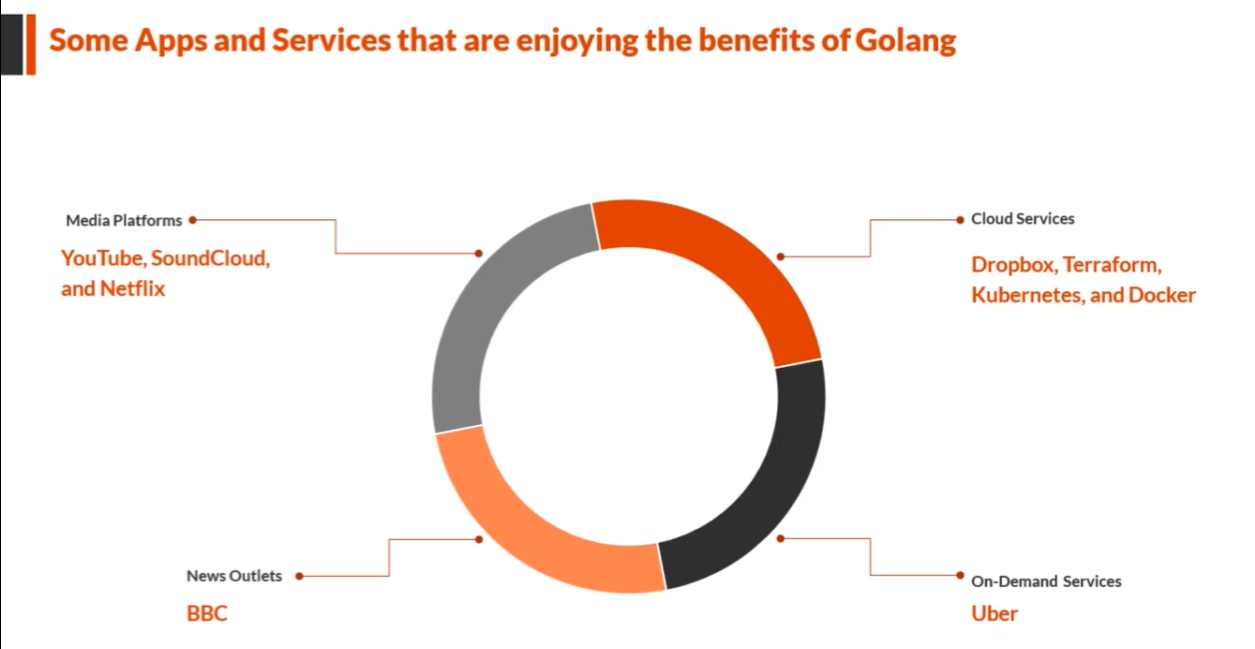 Some Apps and Services that are enjoying the benefits of Golang
Media Platforms
YouTube, SoundCloud,
and Netflix
Cloud Services
Dropbox, Terraform,
Kubernetes, and Docker
News Outlets
BBC
On-Demand Services
Uber